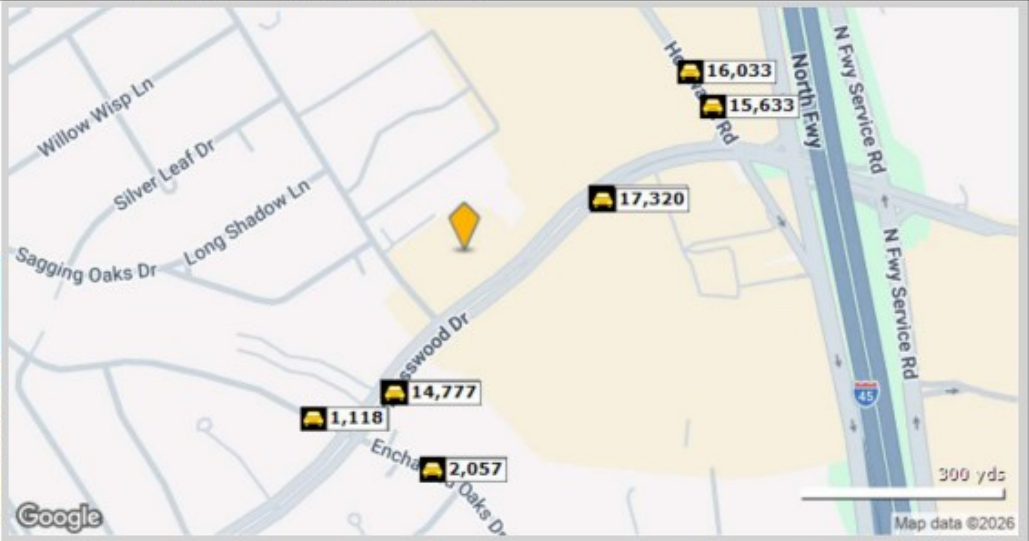 Willow Wisp Ln
Silver Leaf Dr
Long Shadow Ln
Sagging Oaks Dr
Rd
16,033
15,633
North Fwy
N Fwy Service Rd
17,320
N Fwy Service Rd
Dr
14,777
1,118
2,057
Oaks Dr
45
300 yds
Google
Map data ©2026